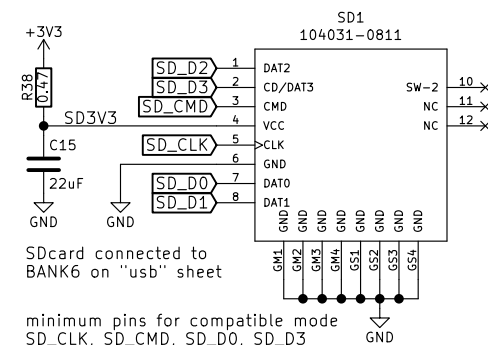 SD1
104031-0811
+3V3
R38
0.47
SD3V3
C15
22uF
GND
GND
SD_D2 1 DAT2
SD_D3 2 CD/DAT3
SD_CMD 3 CMD
4 VCC
SD_CLK 5 CLK
6 GND
SD_D0 7 DAT0
SD_D1 8 DAT1
SW-2 10
NC 11
NC 12
GND GND GND GND GND GND GND GND
GM1 GM2 GM3 GM4 GS1 GS2 GS3 GS4
GND
SDcard connected to
BANK6 on "usb" sheet
minimum pins for compatible mode
SD_CLK, SD_CMD, SD_D0, SD_D3